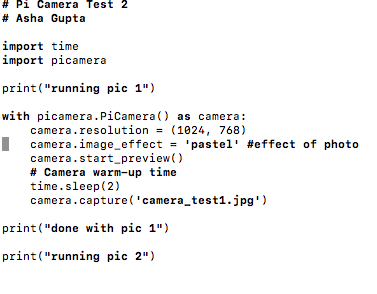 # Pi Camera Test 2
# Asha Gupta
import time
import picamera
print("running pic 1")
with picamera.PiCamera() as camera:
    camera.resolution = (1024, 768)
    camera.image_effect = 'pastel' #effect of photo
    camera.start_preview()
    # Camera warm-up time
    time.sleep(2)
    camera.capture('camera_test1.jpg')
print("done with pic 1")
print("running pic 2")